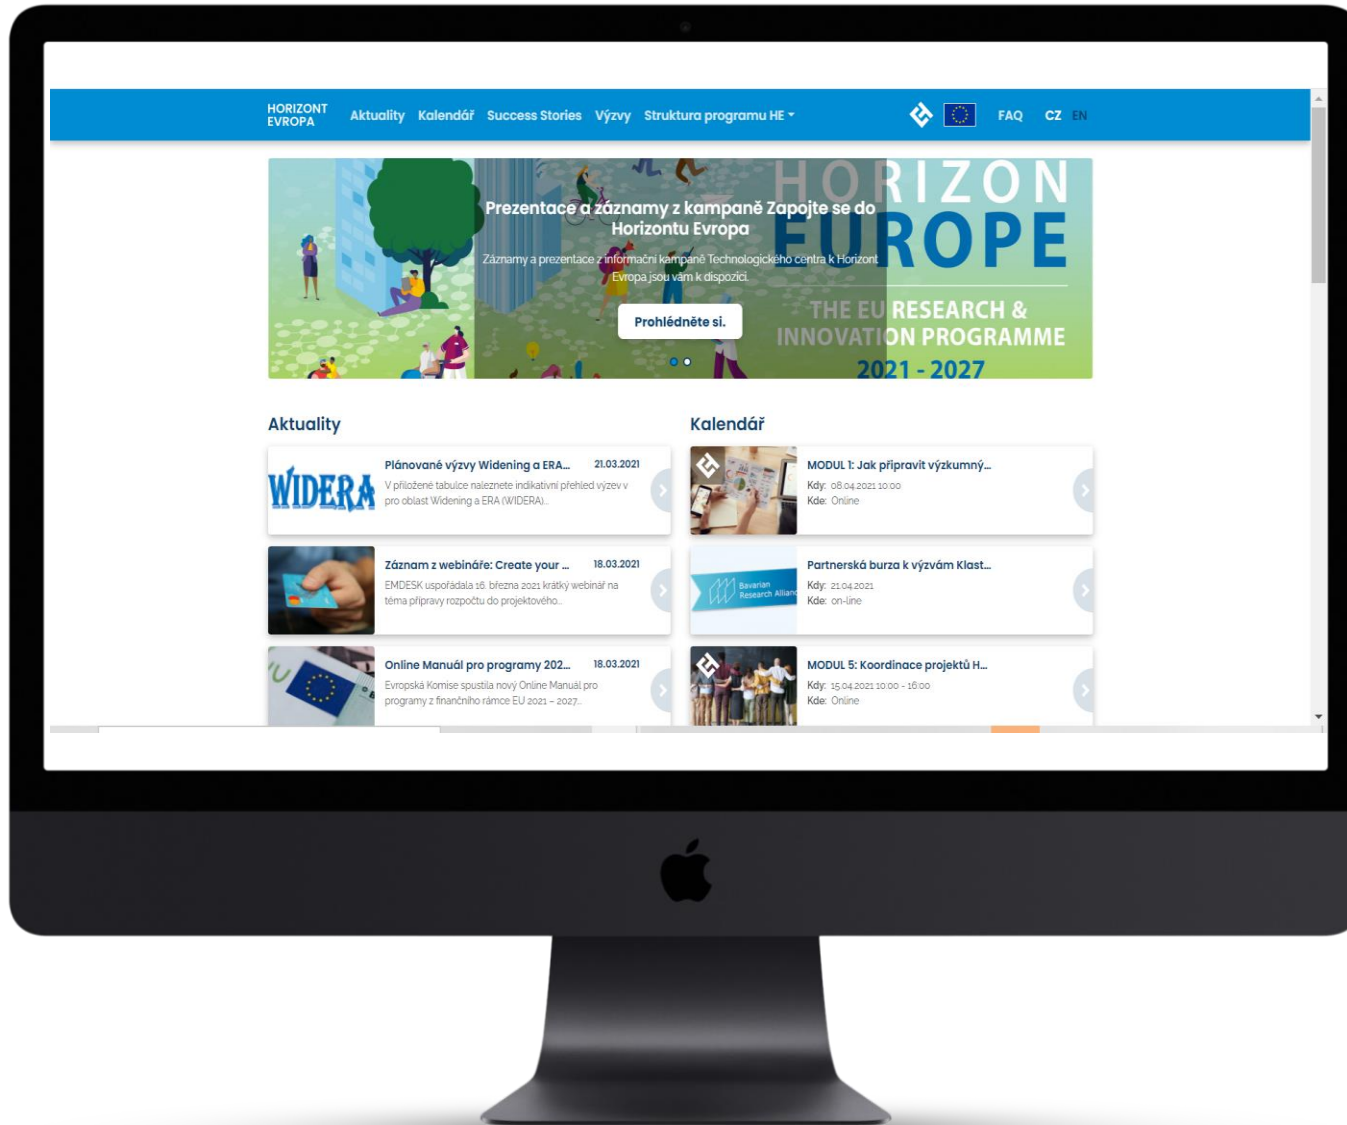 HORIZONT
EVROPA
Aktuality Kalendář Success Stories Výzvy Struktura programu HE
FAQ CZ EN
HORIZON
EUROPE
THE EU RESEARCH &
INNOVATION PROGRAMME
2021 - 2027
Prezentace a záznamy z kampaně Zapojte se do
Horizontu Evropa
Záznamy a prezentace z informační kampaně Technologického centra k Horizont
Evropa jsou vám k dispozici.
Prohlédněte si.
Aktuality
WIDERA
Plánované výzvy Widening a ERA... 21.03.2021
V přiložené tabulce naleznete indikativní přehled výzev v
pro oblast Widening a ERA (WIDERA)...
Záznam z webináře: Create your ... 18.03.2021
EMDESK uspořádala 16. března 2021 krátký webinář na
téma přípravy rozpočtu do projektového...
Online Manuál pro programy 202... 18.03.2021
Evropská Komise spustila nový Online Manuál pro
programy z finančního rámce EU 2021 – 2027...
Kalendář
MODUL 1: Jak připravit výzkumný...
Kdy: 08.04.2021 10:00
Kde: Online
Bavarian
Research Allianc
Partnerská burza k výzvám Klast...
Kdy: 21.04.2021
Kde: on-line
MODUL 5: Koordinace projektů H...
Kdy: 15.04.2021 10:00 - 16:00
Kde: Online